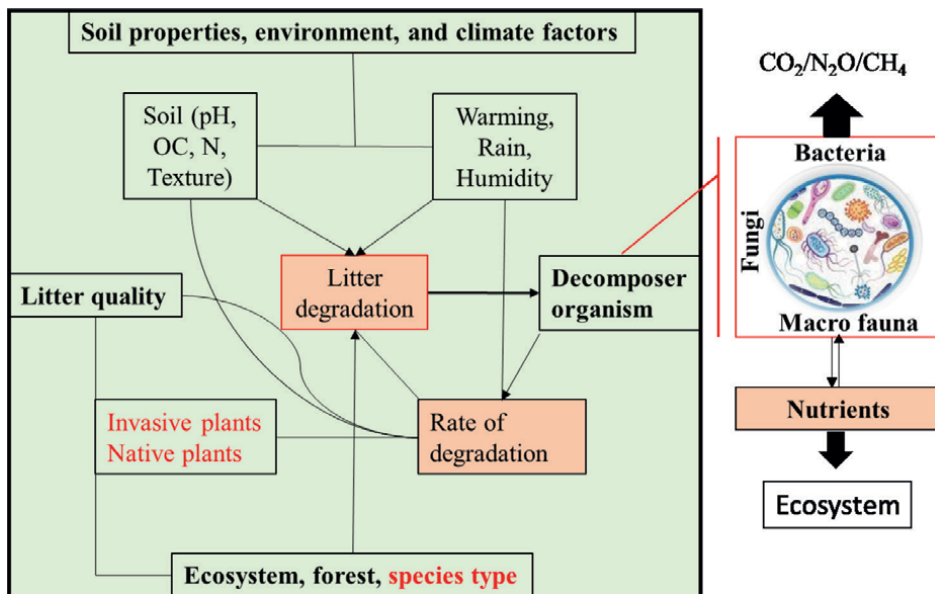 Soil properties, environment, and climate factors
Soil (pH,
OC, N,
Texture)
Warming,
Rain,
Humidity
Litter
degradation
Litter quality
Decomposer
organism
Invasive plants
Native plants
Rate of
degradation
Ecosystem, forest, species type
CO₂/N₂O/CH₄
Bacteria
Fungi
Macro fauna
Nutrients
Ecosystem